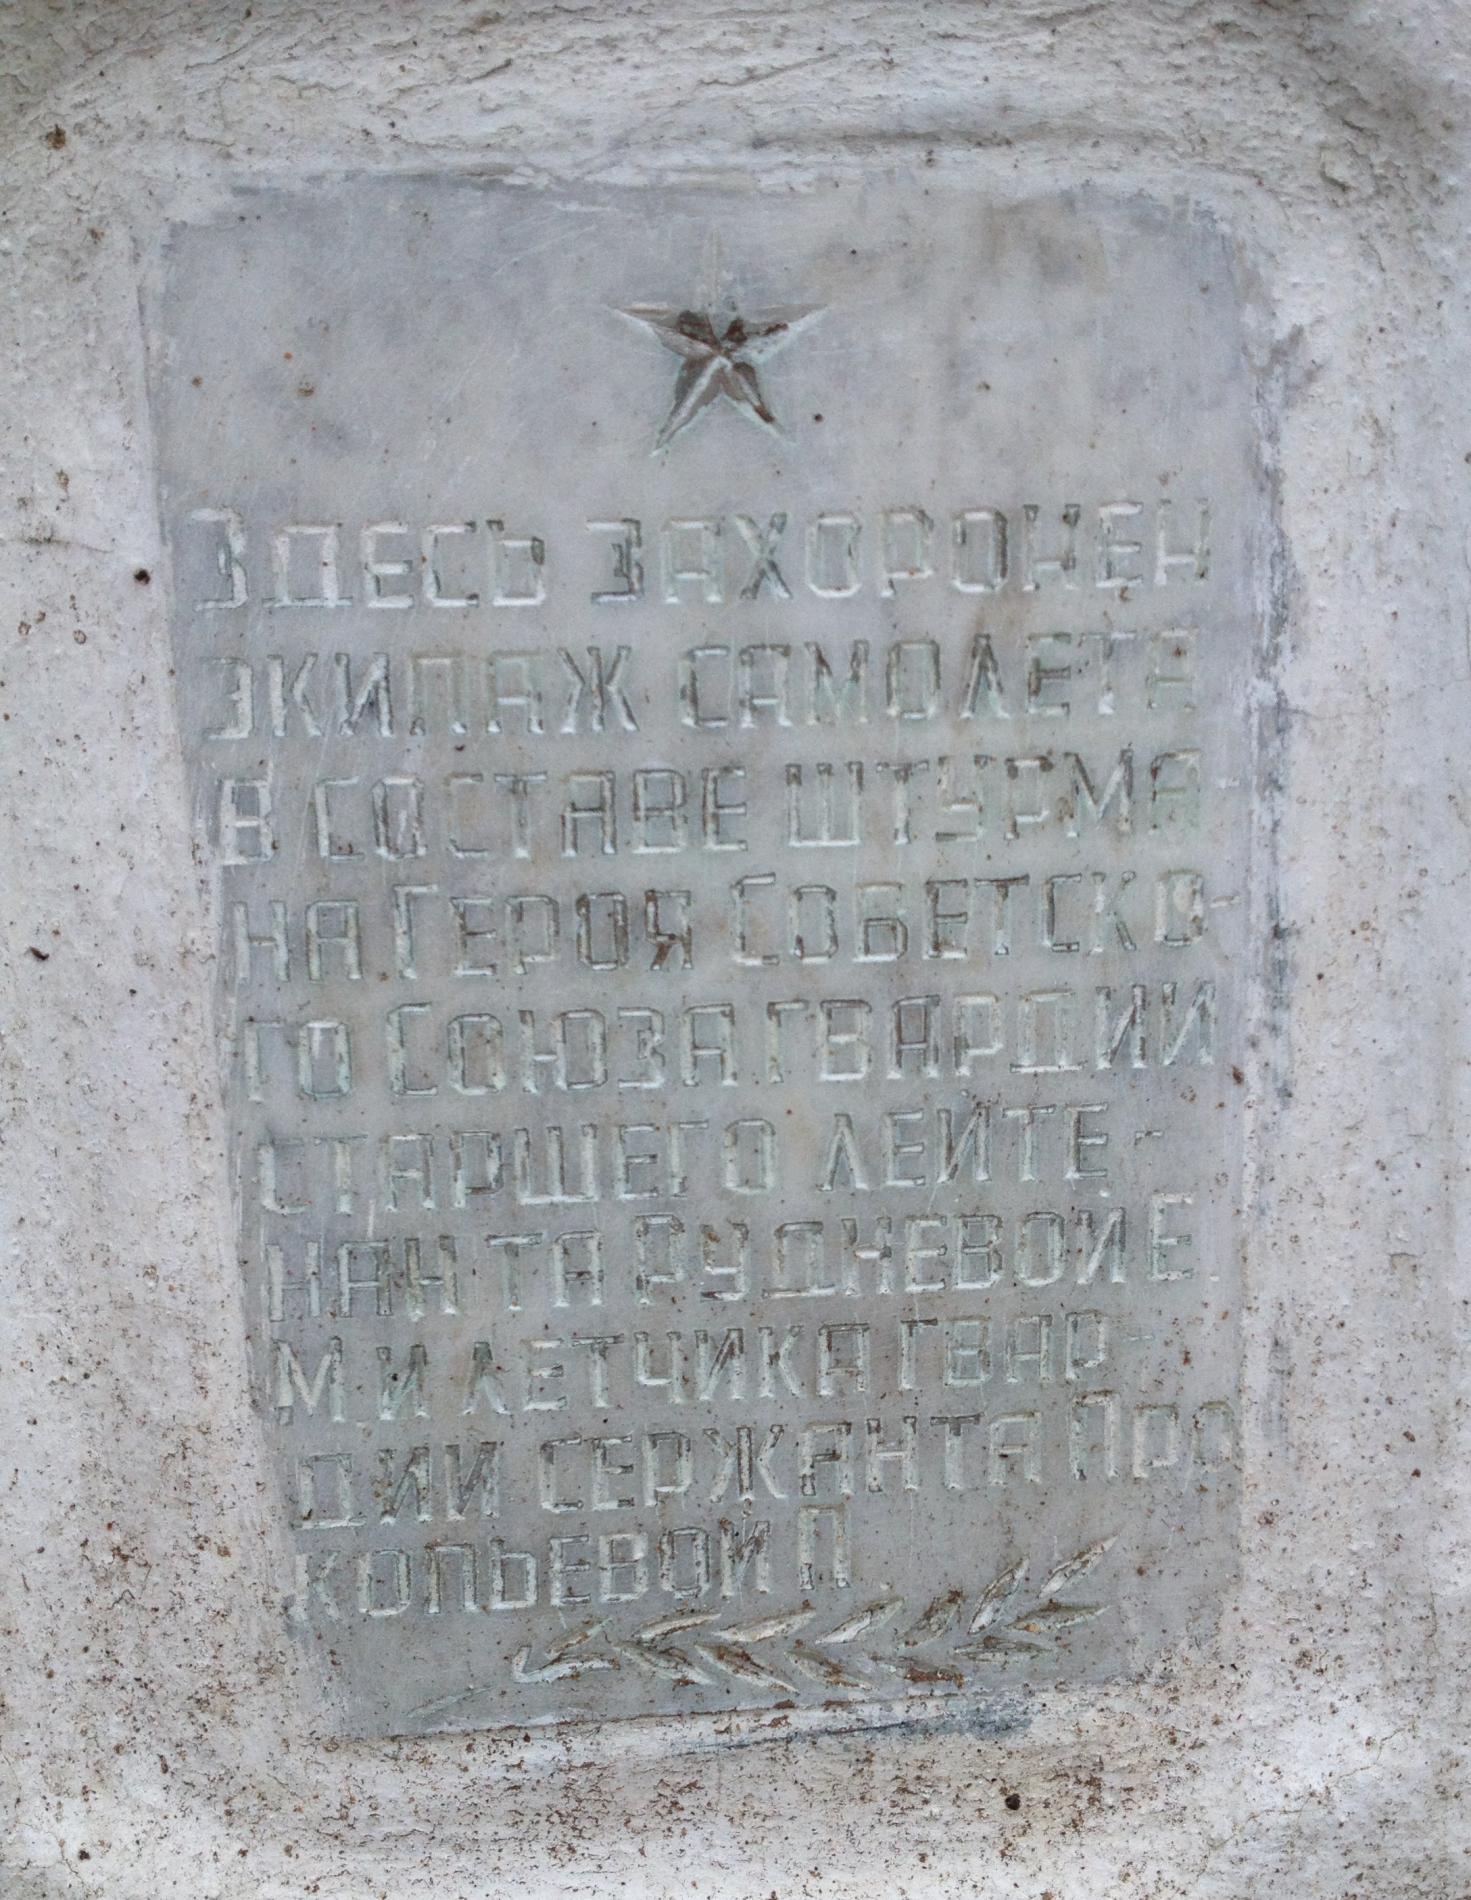 Здесь захоронен
экипаж самолета
в составе штурма-
на Героя Советско-
го Союза гвардии
старшего лейте-
нанта Рудневой Е.
М. и летчика гвар-
дии сержанта Про
копьевой П.